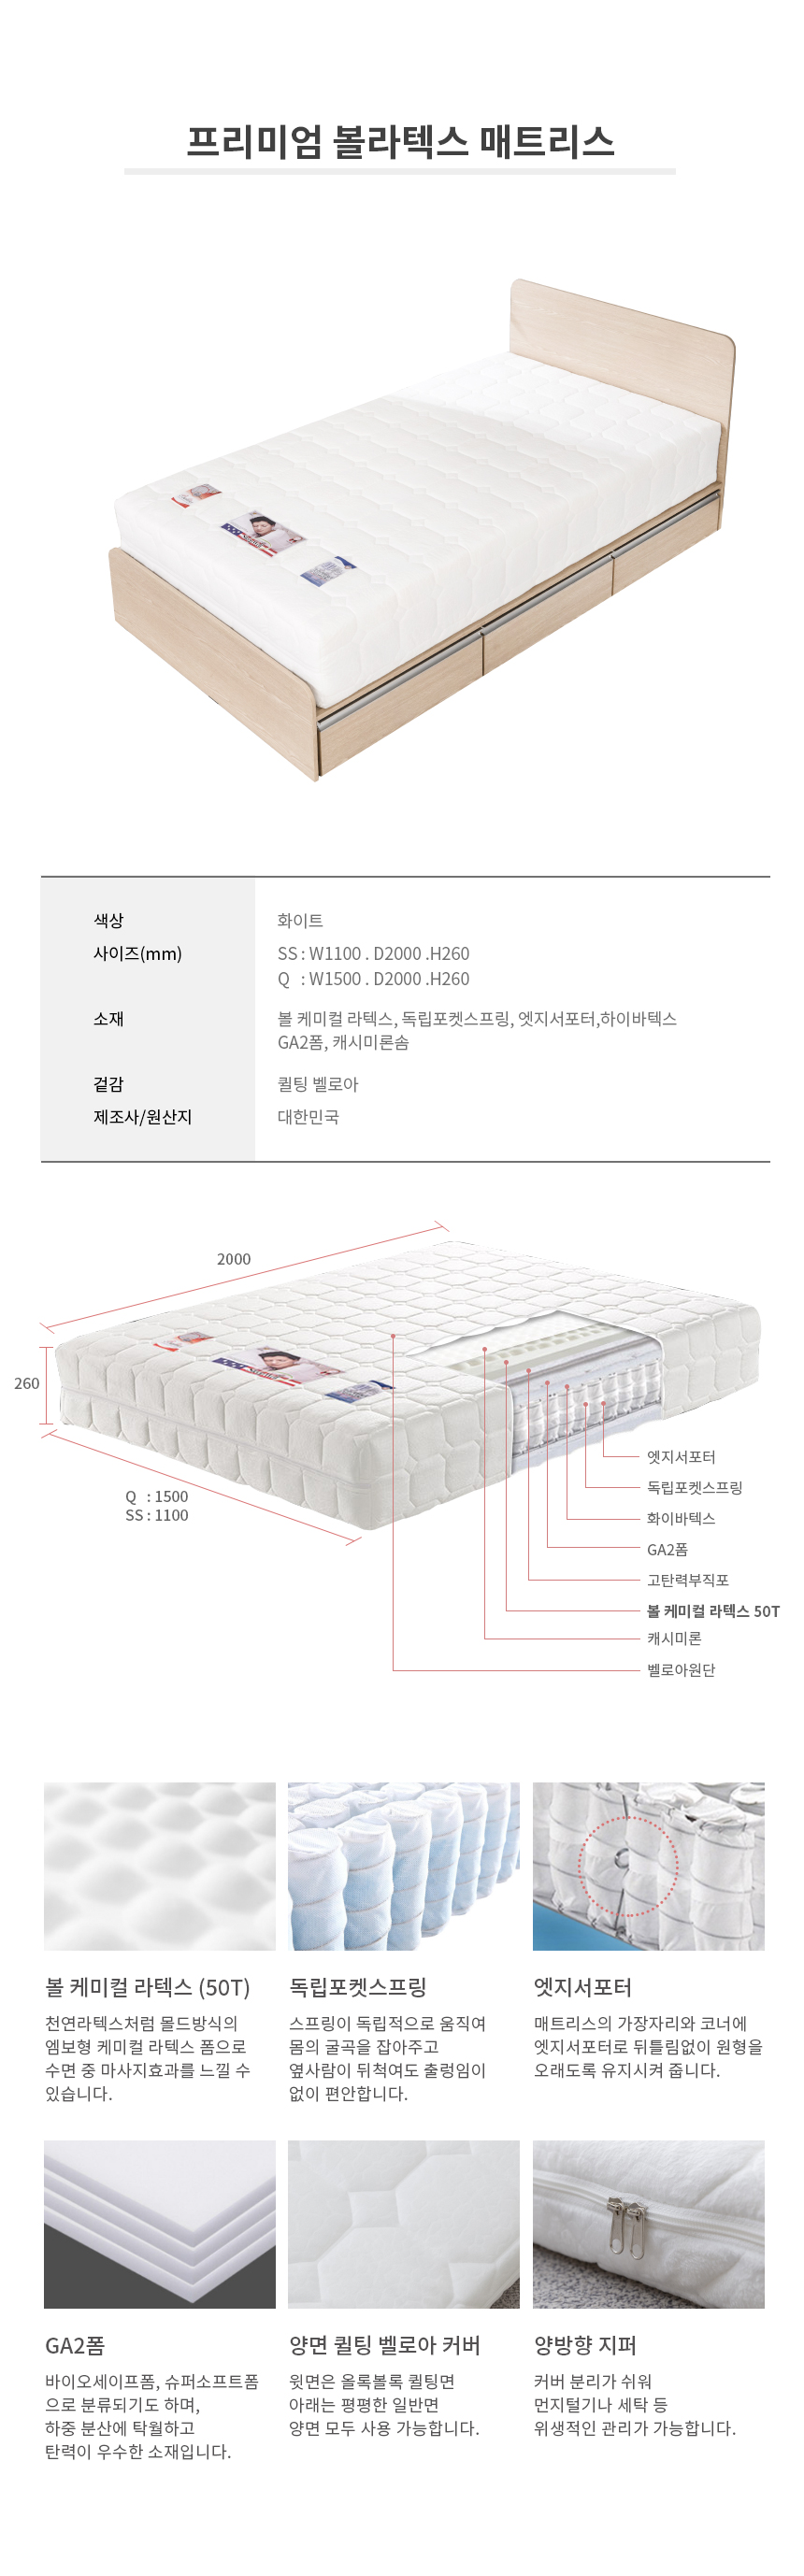 프리미엄 볼라텍스 매트리스
색상 화이트
사이즈(mm) SS : W1100 . D2000 .H260
Q : W1500 . D2000 .H260
소재 볼 케미컬 라텍스, 독립포켓스프링, 엣지서포터,하이바텍스
GA2폼, 캐시미론솜
겉감 퀼팅 벨로아
제조사/원산지 대한민국
2000
260
Q : 1500
SS : 1100
엣지서포터
독립포켓스프링
화이바텍스
GA2폼
고탄력부직포
볼 케미컬 라텍스 50T
캐시미론
벨로아원단
볼 케미컬 라텍스 (50T)
천연라텍스처럼 몰드방식의
엠보형 케미컬 라텍스 폼으로
수면 중 마사지효과를 느낄 수
있습니다.
독립포켓스프링
스프링이 독립적으로 움직여
몸의 굴곡을 잡아주고
옆사람이 뒤척여도 출렁임이
없이 편안합니다.
엣지서포터
매트리스의 가장자리와 코너에
엣지서포터로 뒤틀림없이 원형을
오래도록 유지시켜 줍니다.
GA2폼
바이오세이프폼, 슈퍼소프트폼
으로 분류되기도 하며,
하중 분산에 탁월하고
탄력이 우수한 소재입니다.
양면 퀼팅 벨로아 커버
윗면은 올록볼록 퀼팅면
아래는 평평한 일반면
양면 모두 사용 가능합니다.
양방향 지퍼
커버 분리가 쉬워
먼지털기나 세탁 등
위생적인 관리가 가능합니다.